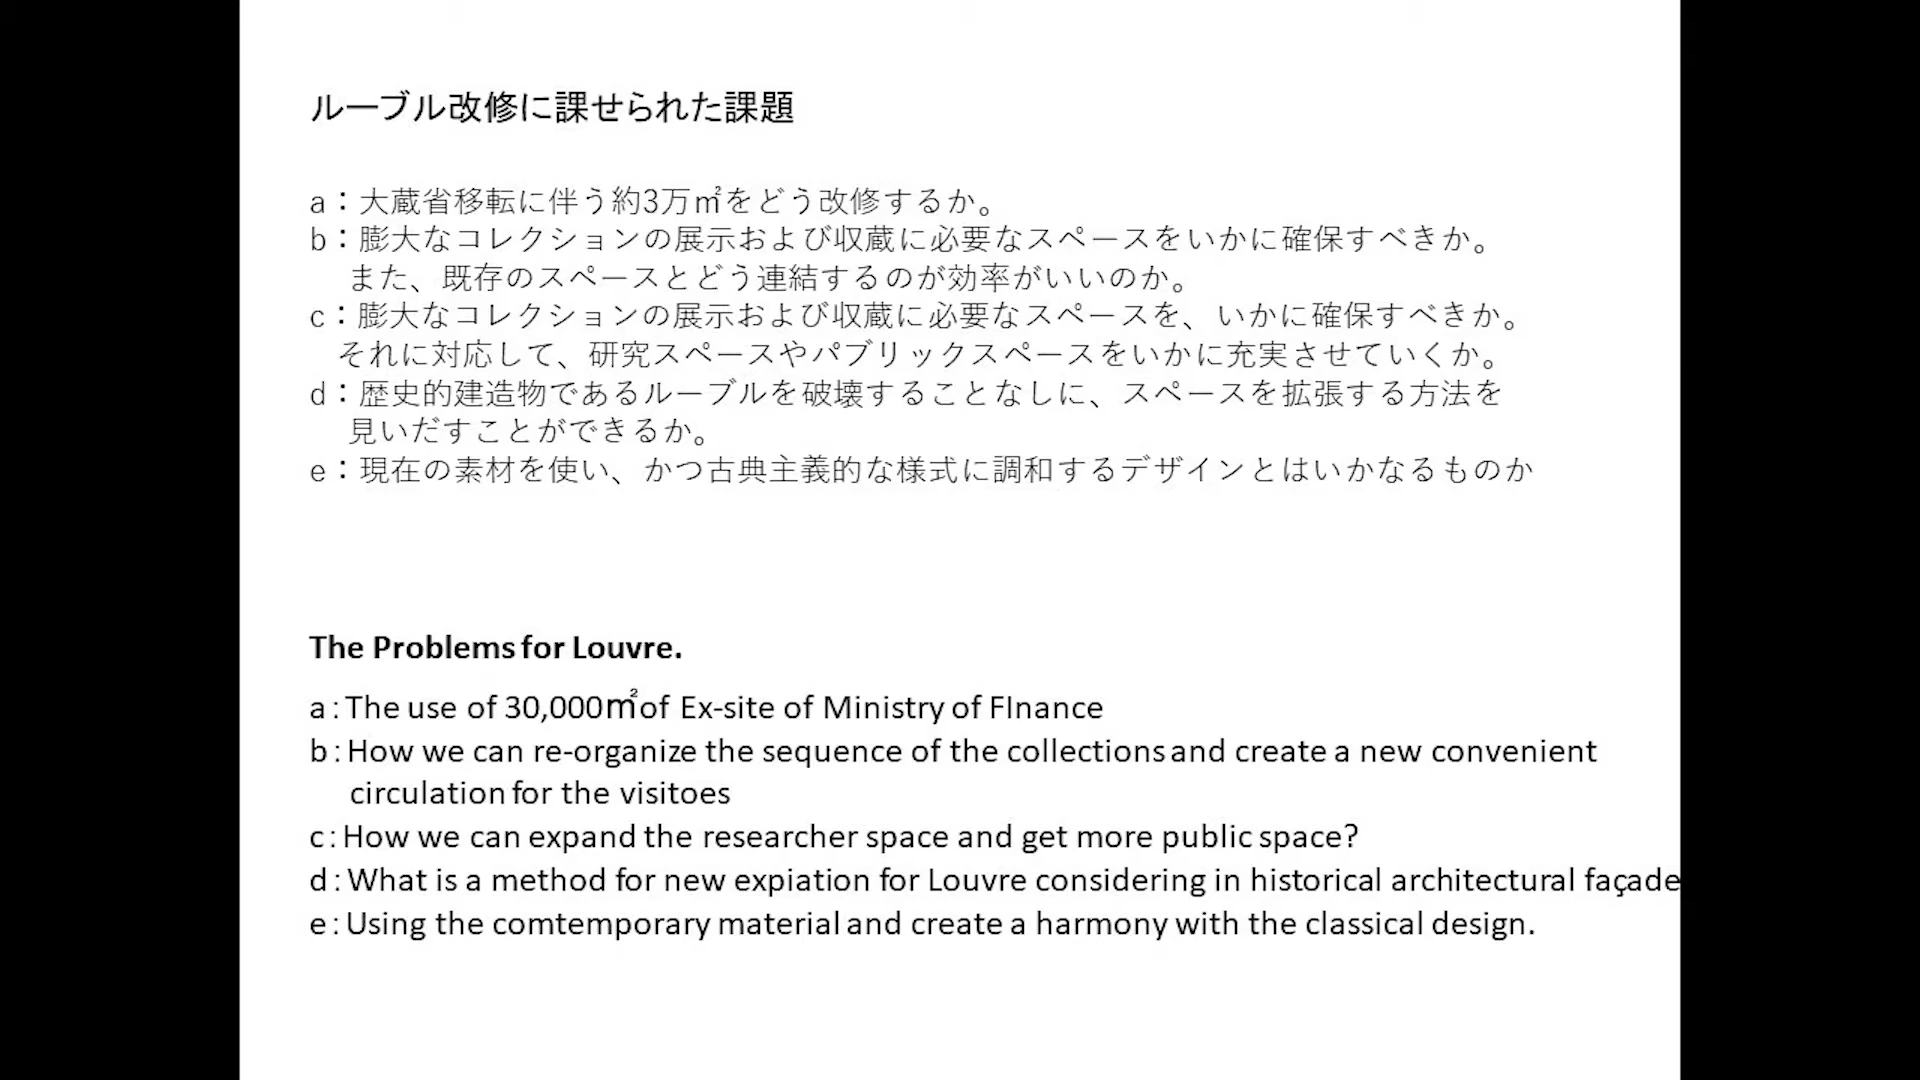 ルーブル改修に課せられた課題
a：大蔵省移転に伴う約3万㎡をどう改修するか。
b：膨大なコレクションの展示および収蔵に必要なスペースをいかに確保すべきか。
また、既存のスペースとどう連結するのが効率がいいのか。
c：膨大なコレクションの展示および収蔵に必要なスペースを、いかに確保すべきか。
それに対応して、研究スペースやパブリックスペースをいかに充実させていくか。
d：歴史的建造物であるルーブルを破壊することなしに、スペースを拡張する方法を
見いだすことができるか。
e：現在の素材を使い、かつ古典主義的な様式に調和するデザインとはいかなるものか
The Problems for Louvre.
a：The use of 30,000㎡of Ex-site of Ministry of FInance
b：How we can re-organize the sequence of the collections and create a new convenient
circulation for the visitoes
c：How we can expand the researcher space and get more public space?
d：What is a method for new expiation for Louvre considering in historical architectural façade
e：Using the comtemporary material and create a harmony with the classical design.